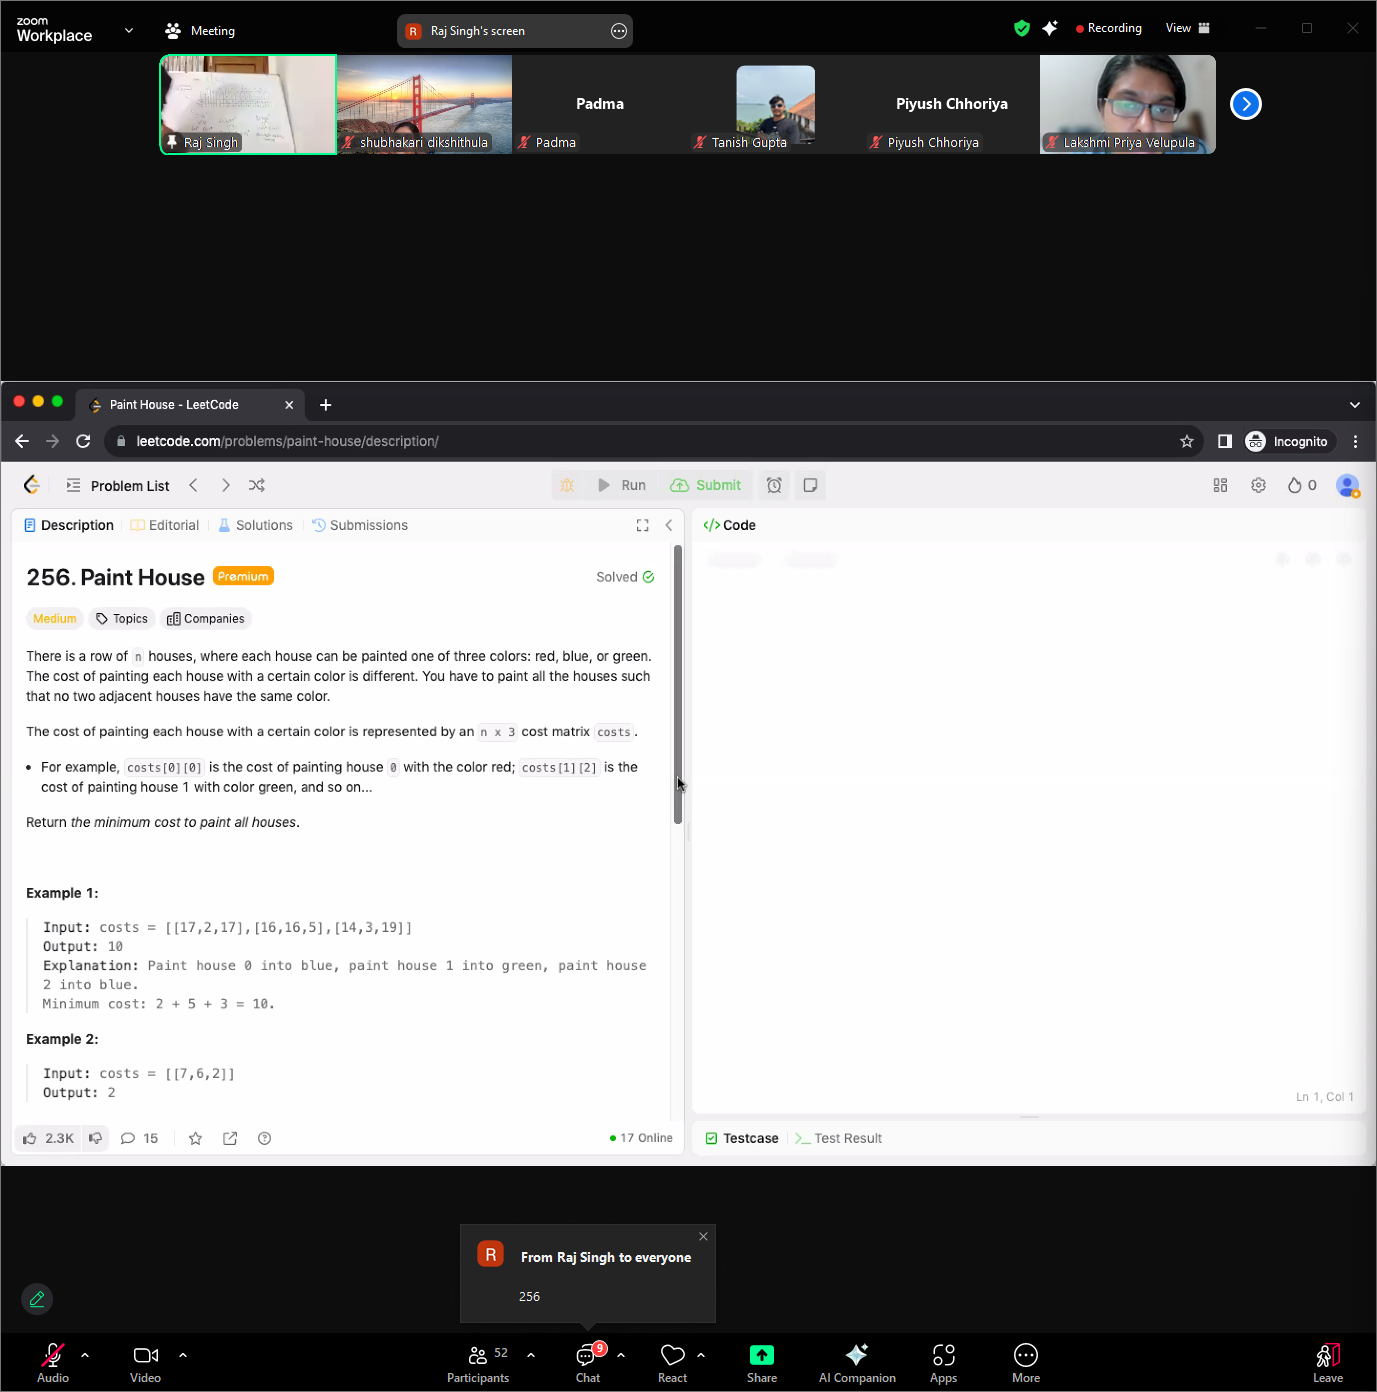 zoom
Workplace
Meeting
R Raj Singh's screen
Recording
View
Raj Singh
shubhakari dikshithula
Padma
Padma
Tanish Gupta
Piyush Chhoriya
Piyush Chhoriya
Lakshmi Priya Velupula
Paint House - LeetCode
leetcode.com/problems/paint-house/description/
Incognito
Problem List
Run
Submit
0
Description
Editorial
Solutions
Submissions
</> Code
256. Paint House Premium
Solved
Medium
Topics
Companies
There is a row of n houses, where each house can be painted one of three colors: red, blue, or green.
The cost of painting each house with a certain color is different. You have to paint all the houses such
that no two adjacent houses have the same color.
The cost of painting each house with a certain color is represented by an n x 3 cost matrix costs.
• For example, costs[0][0] is the cost of painting house 0 with the color red; costs[1][2] is the
cost of painting house 1 with color green, and so on...
Return the minimum cost to paint all houses.
Example 1:
Input: costs = [[17,2,17],[16,16,5],[14,3,19]]
Output: 10
Explanation: Paint house 0 into blue, paint house 1 into green, paint house
2 into blue.
Minimum cost: 2 + 5 + 3 = 10.
Example 2:
Input: costs = [[7,6,2]]
Output: 2
Ln 1, Col 1
2.3K
15
17 Online
Testcase
Test Result
R From Raj Singh to everyone
256
Audio
Video
52
Participants
9
Chat
React
Share
AI Companion
Apps
More
Leave